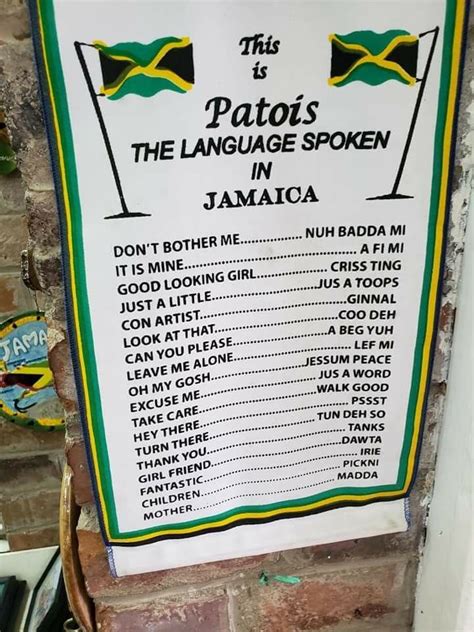 This
is
Patois
THE LANGUAGE SPOKEN
IN
JAMAICA
DON'T BOTHER ME............... NUH BADDA MI
IT IS MINE............................... A FI MI
GOOD LOOKING GIRL............... CRISS TING
JUST A LITTLE........................ JUS A TOOPS
CON ARTIST............................... GINNAL
LOOK AT THAT........................... COO DEH
CAN YOU PLEASE..................... A BEG YUH
LEAVE ME ALONE........................ LEF MI
OH MY GOSH..................... JESSUM PEACE
EXCUSE ME........................ JUS A WORD
TAKE CARE........................ WALK GOOD
HEY THERE............................... PSSST
TURN THERE........................ TUN DEH SO
THANK YOU............................... TANKS
GIRL FRIEND............................ DAWTA
FANTASTIC............................... IRIE
CHILDREN............................... PICKNI
MOTHER............................... MADDA
JAMA